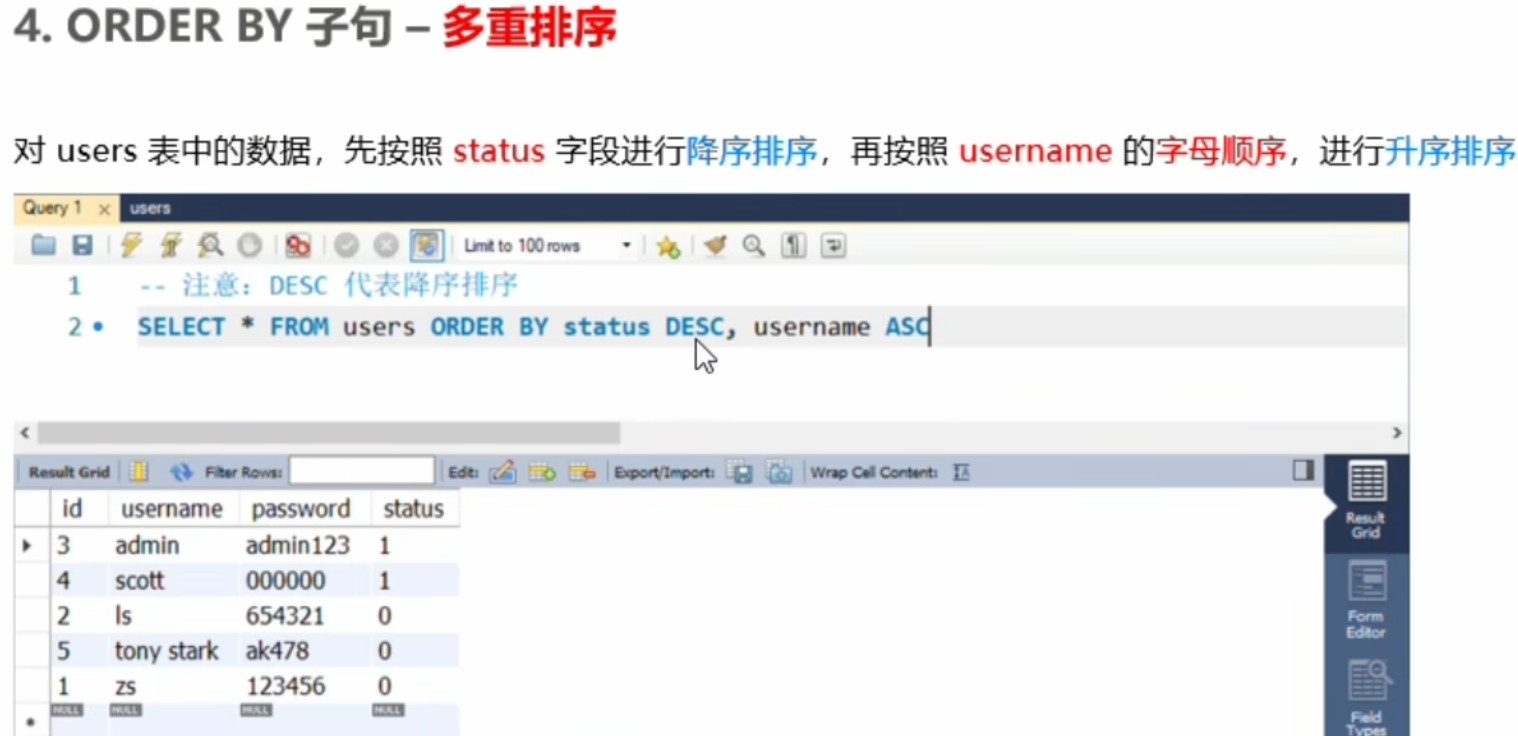 4. ORDER BY 子句 – 多重排序
对 users 表中的数据，先按照 status 字段进行降序排序，再按照 username 的字母顺序，进行升序排序
Query 1 × users
Limit to 100 rows
1 -- 注意：DESC 代表降序排序
2 SELECT * FROM users ORDER BY status DESC, username ASC
Result Grid Filter Rows: Edit: Export/Import: Wrap Cell Content:
id username password status
3 admin admin123 1
4 scott 000000 1
2 ls 654321 0
5 tony stark ak478 0
1 zs 123456 0
NULL NULL NULL NULL
Result
Grid
Form
Editor
Field
Types